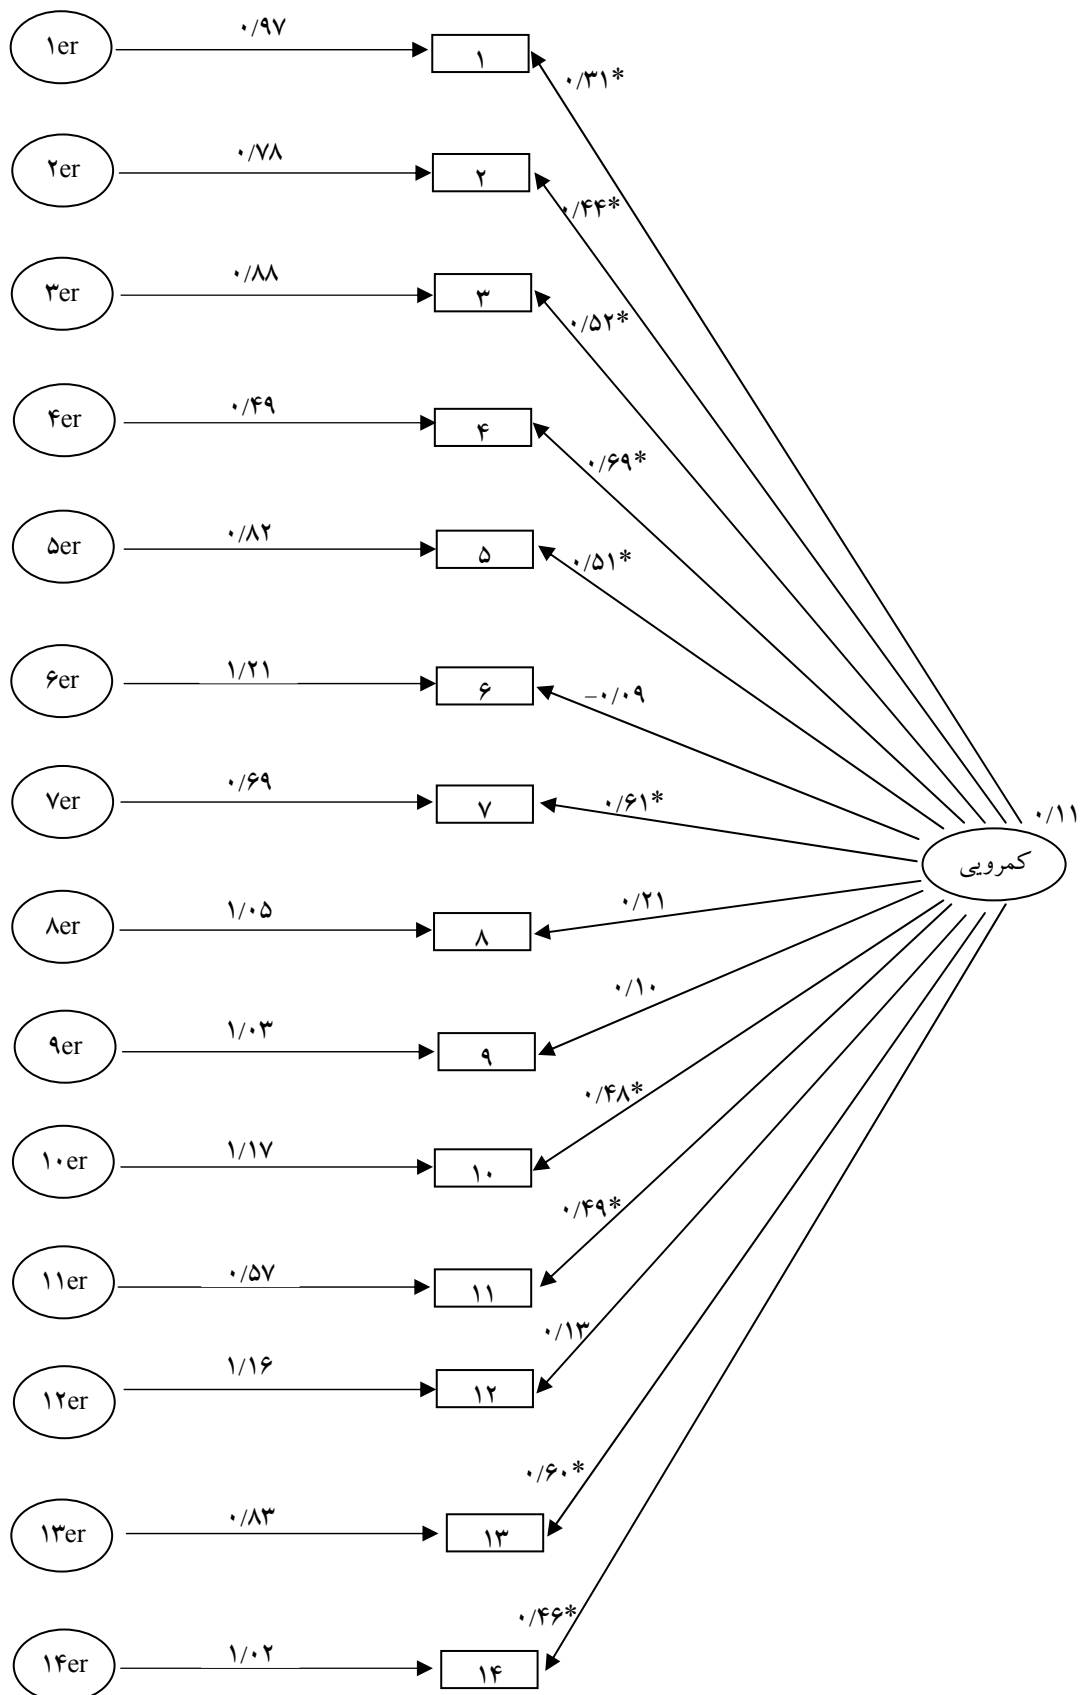 ۱er ۰/۹۷ ۱ ۰/۳۱*
۲er ۰/۷۸ ۲ ۰/۴۴*
۳er ۰/۸۸ ۳ ۰/۵۲*
۴er ۰/۴۹ ۴ ۰/۶۹*
۵er ۰/۸۲ ۵ ۰/۵۱*
۶er ۱/۲۱ ۶ –۰/۰۹
۷er ۰/۶۹ ۷ ۰/۶۱*
۰/۱۱
کمرویی
۸er ۱/۰۵ ۸ ۰/۲۱
۹er ۱/۰۳ ۹ ۰/۱۰
۱۰er ۱/۱۷ ۱۰ ۰/۴۸*
۱۱er ۰/۵۷ ۱۱ ۰/۴۹*
۱۲er ۱/۱۶ ۱۲ ۰/۱۳
۱۳er ۰/۸۳ ۱۳ ۰/۶۰*
۱۴er ۱/۰۲ ۱۴ ۰/۴۶*